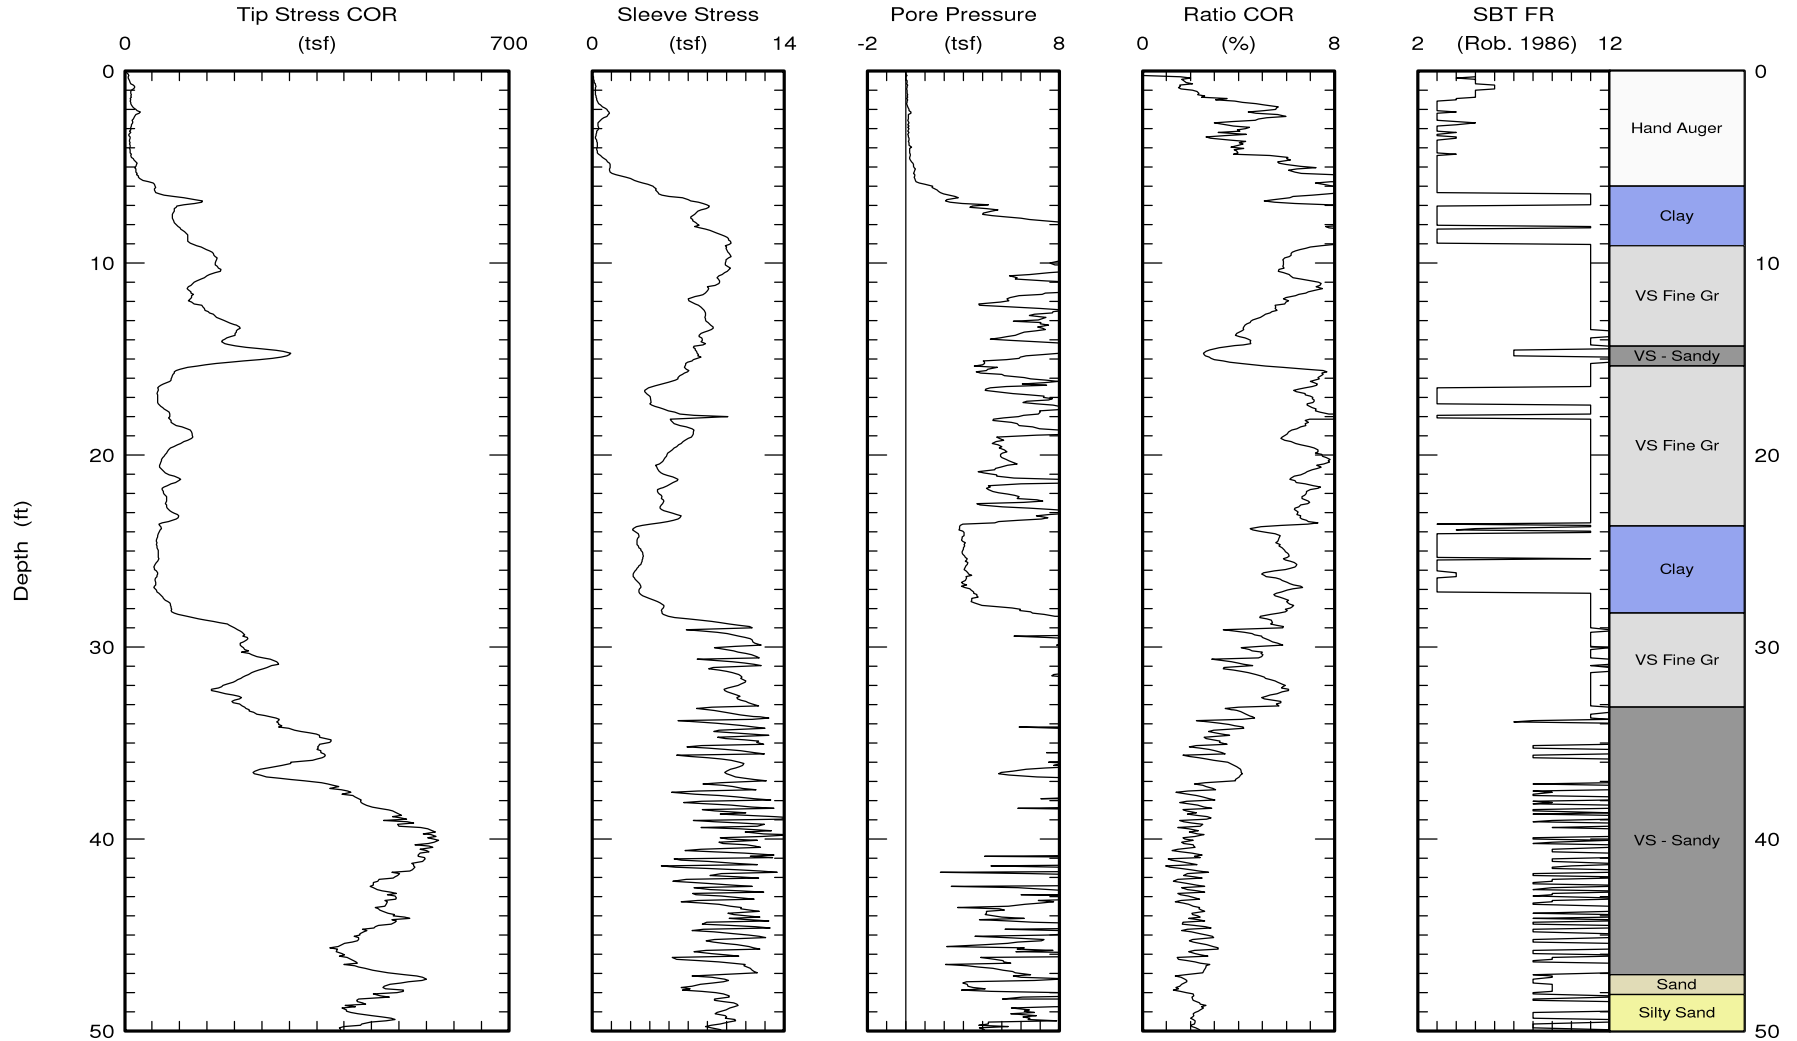 Tip Stress COR Sleeve Stress Pore Pressure Ratio COR SBT FR
0 (tsf) 700 0 (tsf) 14 -2 (tsf) 8 0 (%) 8 2 (Rob. 1986) 12
0 0
Hand Auger
Clay
10 10
VS Fine Gr
VS - Sandy
VS Fine Gr
20 20
Depth (ft)
Clay
30 30
VS Fine Gr
40 VS - Sandy 40
Sand
Silty Sand
50 50